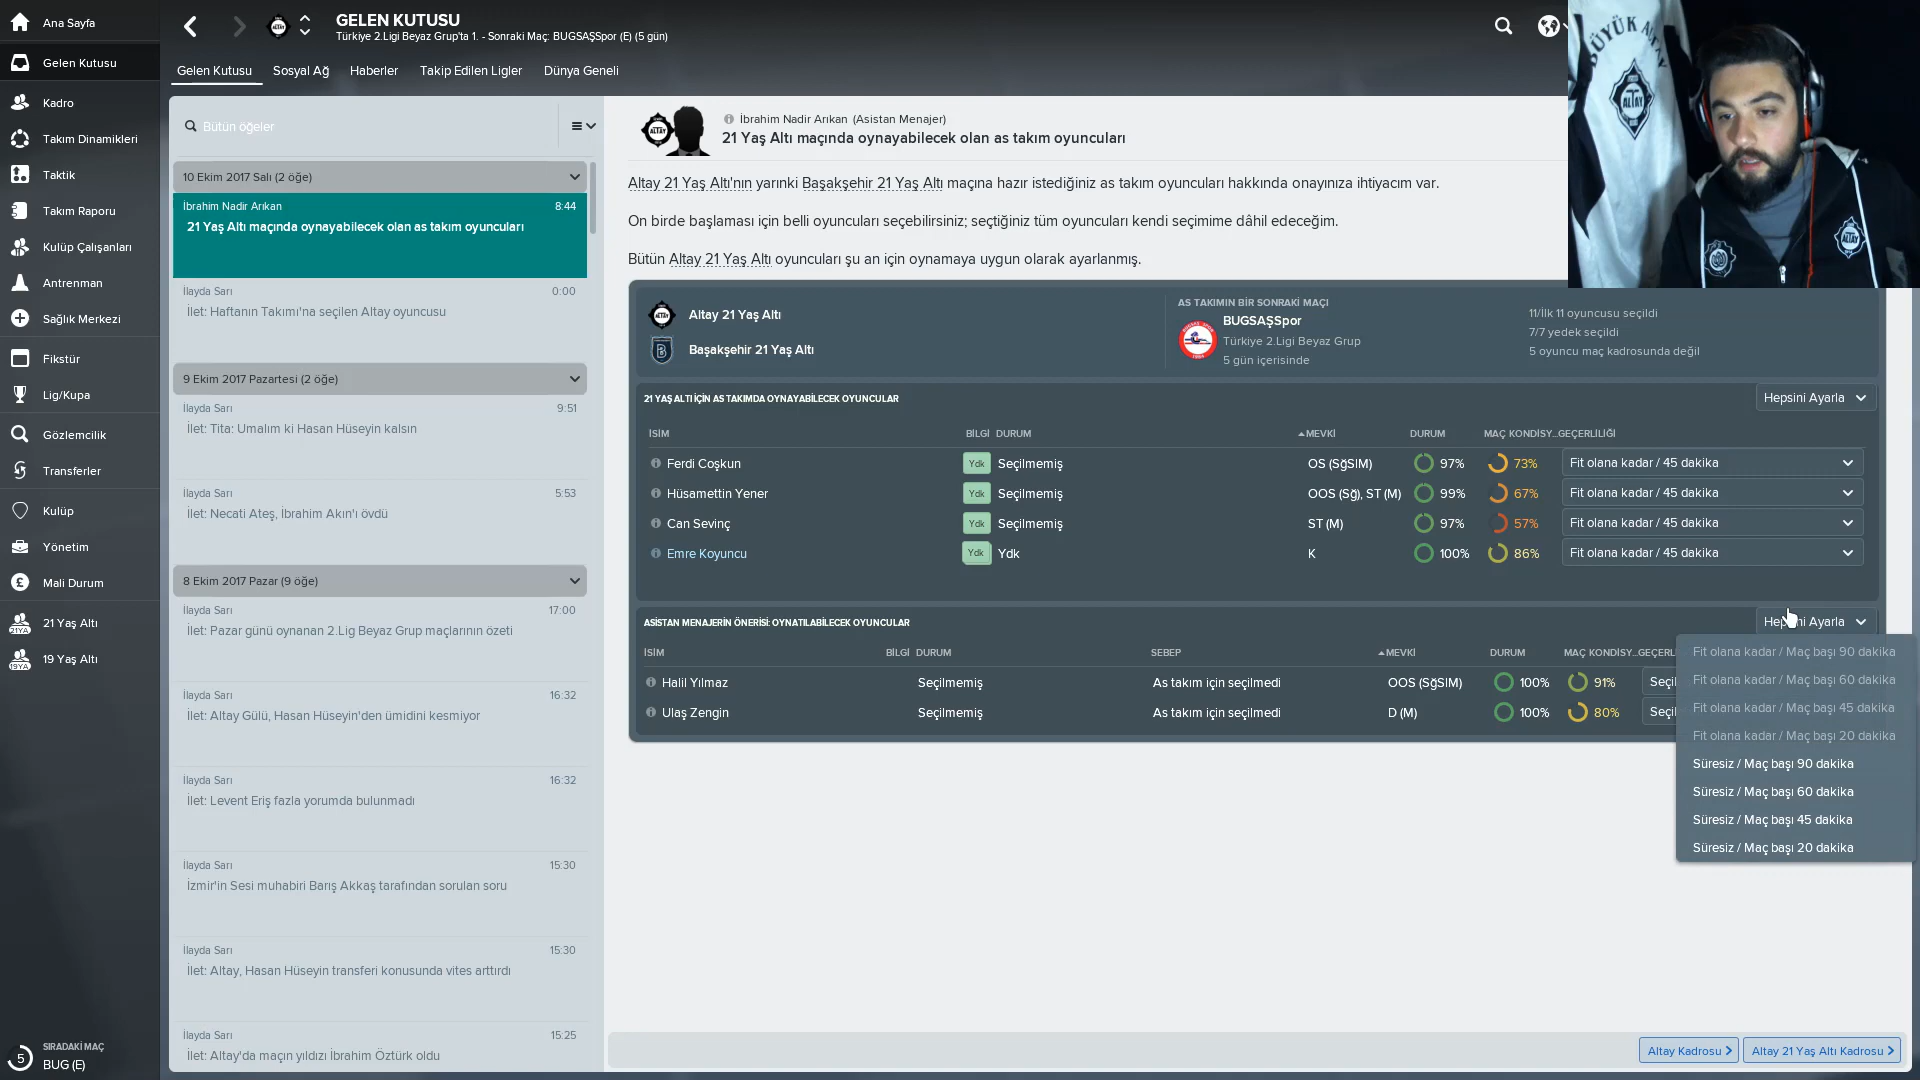 Ana Sayfa
Gelen Kutusu
Kadro
Takım Dinamikleri
Taktik
Takım Raporu
Kulüp Çalışanları
Antrenman
Sağlık Merkezi
Fikstür
Lig/Kupa
Gözlemcilik
Transferler
Kulüp
Yönetim
Mali Durum
21YA
21 Yaş Altı
19YA
19 Yaş Altı
5
SIRADAKİ MAÇ
BUG (E)
GELEN KUTUSU
Türkiye 2.Ligi Beyaz Grup'ta 1. - Sonraki Maç: BUGSAŞSpor (E) (5 gün)
Gelen Kutusu
Sosyal Ağ
Haberler
Takip Edilen Ligler
Dünya Geneli
Bütün öğeler
10 Ekim 2017 Salı (2 öğe)
İbrahim Nadir Arıkan 8:44
21 Yaş Altı maçında oynayabilecek olan as takım oyuncuları
İlayda Sarı 0:00
İlet: Haftanın Takımı'na seçilen Altay oyuncusu
9 Ekim 2017 Pazartesi (2 öğe)
İlayda Sarı 9:51
İlet: Tita: Umalım ki Hasan Hüseyin kalsın
İlayda Sarı 5:53
İlet: Necati Ateş, İbrahim Akın'ı övdü
8 Ekim 2017 Pazar (9 öğe)
İlayda Sarı 17:00
İlet: Pazar günü oynanan 2.Lig Beyaz Grup maçlarının özeti
İlayda Sarı 16:32
İlet: Altay Gülü, Hasan Hüseyin'den ümidini kesmiyor
İlayda Sarı 16:32
İlet: Levent Eriş fazla yorumda bulunmadı
İlayda Sarı 15:30
İzmir'in Sesi muhabiri Barış Akkaş tarafından sorulan soru
İlayda Sarı 15:30
İlet: Altay, Hasan Hüseyin transferi konusunda vites arttırdı
İlayda Sarı 15:25
İlet: Altay'da maçın yıldızı İbrahim Öztürk oldu
İbrahim Nadir Arıkan (Asistan Menajer)
21 Yaş Altı maçında oynayabilecek olan as takım oyuncuları
Altay 21 Yaş Altı'nın yarınki Başakşehir 21 Yaş Altı maçına hazır istediğiniz as takım oyuncuları hakkında onayınıza ihtiyacım var.
On birde başlaması için belli oyuncuları seçebilirsiniz; seçtiğiniz tüm oyuncuları kendi seçimime dâhil edeceğim.
Bütün Altay 21 Yaş Altı oyuncuları şu an için oynamaya uygun olarak ayarlanmış.
Altay 21 Yaş Altı
Başakşehir 21 Yaş Altı
AS TAKIMIN BİR SONRAKİ MAÇI
BUGSAŞSpor
Türkiye 2.Ligi Beyaz Grup
5 gün içerisinde
11/İlk 11 oyuncusu seçildi
7/7 yedek seçildi
5 oyuncu maç kadrosunda değil
21 YAŞ ALTI İÇİN AS TAKIMDA OYNAYABİLECEK OYUNCULAR
Hepsini Ayarla
İSİM BİLGİ DURUM MEVKİ DURUM MAÇ KONDİSY...GEÇERLİLİĞİ
Ferdi Coşkun Ydk Seçilmemiş OS (SğSlM) 97% 73% Fit olana kadar / 45 dakika
Hüsamettin Yener Ydk Seçilmemiş OOS (Sğ), ST (M) 99% 67% Fit olana kadar / 45 dakika
Can Sevinç Ydk Seçilmemiş ST (M) 97% 57% Fit olana kadar / 45 dakika
Emre Koyuncu Ydk Ydk K 100% 86% Fit olana kadar / 45 dakika
ASİSTAN MENAJERİN ÖNERİSİ: OYNATILABİLECEK OYUNCULAR
Ayarla
İSİM BİLGİ DURUM SEBEP MEVKİ DURUM MAÇ KONDİSY...GEÇERL
Halil Yılmaz Seçilmemiş As takım için seçilmedi OOS (SğSlM) 100% 91% Seçil
Ulaş Zengin Seçilmemiş As takım için seçilmedi D (M) 100% 80% Seçil
Fit olana kadar / Maç başı 90 dakika
Fit olana kadar / Maç başı 60 dakika
Fit olana kadar / Maç başı 45 dakika
Fit olana kadar / Maç başı 20 dakika
Süresiz / Maç başı 90 dakika
Süresiz / Maç başı 60 dakika
Süresiz / Maç başı 45 dakika
Süresiz / Maç başı 20 dakika
Altay Kadrosu
Altay 21 Yaş Altı Kadrosu
ALTAY
ALTAY